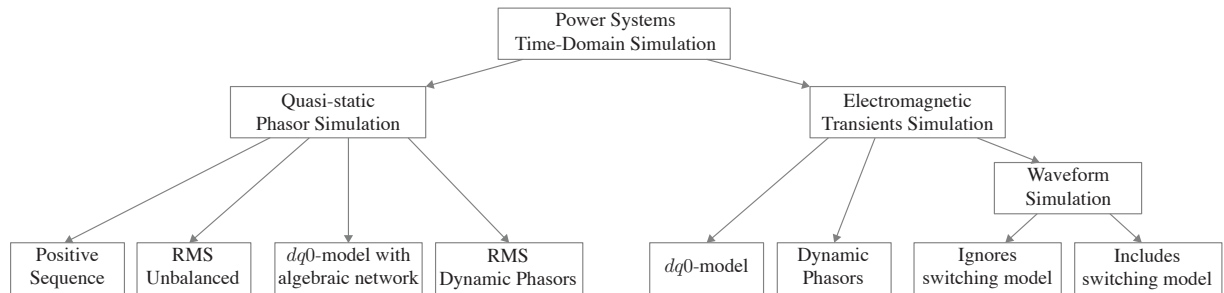 Power Systems
Time-Domain Simulation
Quasi-static
Phasor Simulation
Electromagnetic
Transients Simulation
Waveform
Simulation
Positive
Sequence
RMS
Unbalanced
dq0-model with
algebraic network
RMS
Dynamic Phasors
dq0-model
Dynamic
Phasors
Ignores
switching model
Includes
switching model